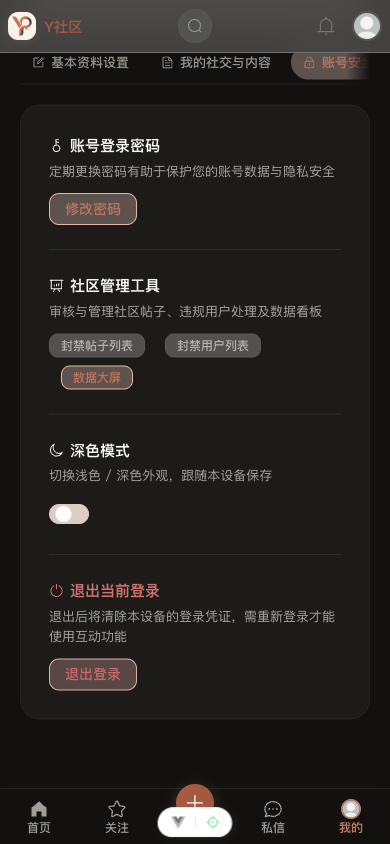 Y社区
基本资料设置
我的社交与内容
账号安
账号登录密码
定期更换密码有助于保护您的账号数据与隐私安全
修改密码
社区管理工具
审核与管理社区帖子、违规用户处理及数据看板
封禁帖子列表
封禁用户列表
数据大屏
深色模式
切换浅色 / 深色外观，跟随本设备保存
退出当前登录
退出后将清除本设备的登录凭证，需重新登录才能
使用互动功能
退出登录
首页
关注
私信
我的